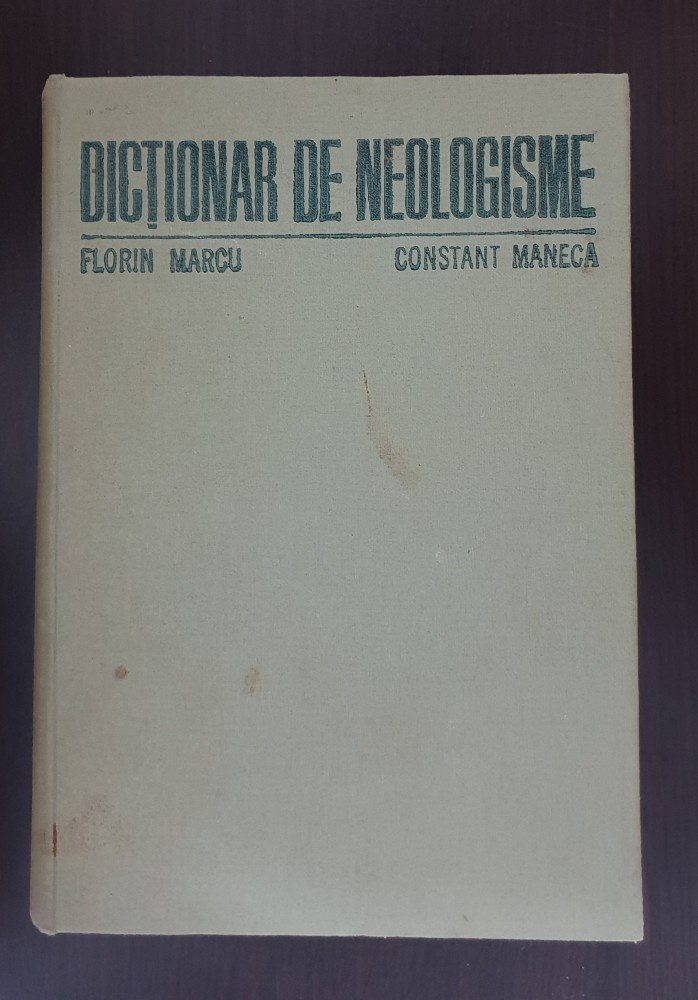 DICȚIONAR DE NEOLOGISME
FLORIN MARCU CONSTANT MANECA